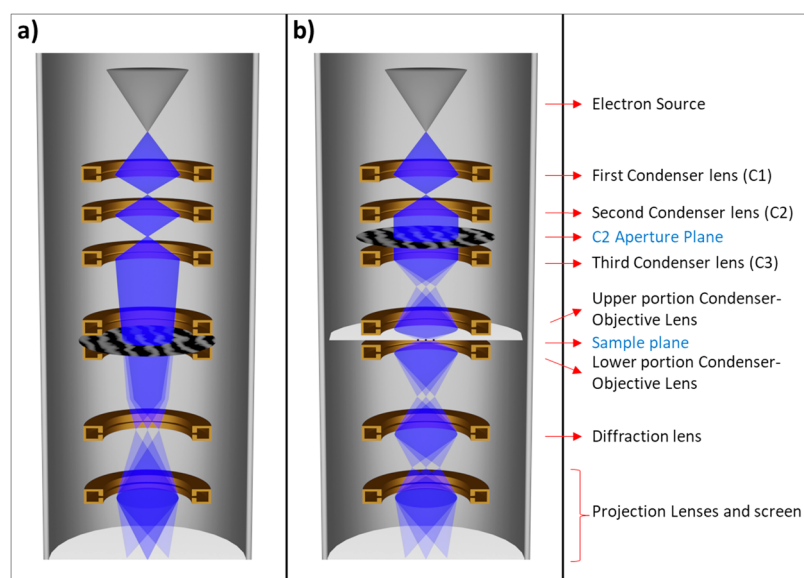 a)
b)
Electron Source
First Condenser lens (C1)
Second Condenser lens (C2)
C2 Aperture Plane
Third Condenser lens (C3)
Upper portion Condenser-
Objective Lens
Sample plane
Lower portion Condenser-
Objective Lens
Diffraction lens
Projection Lenses and screen